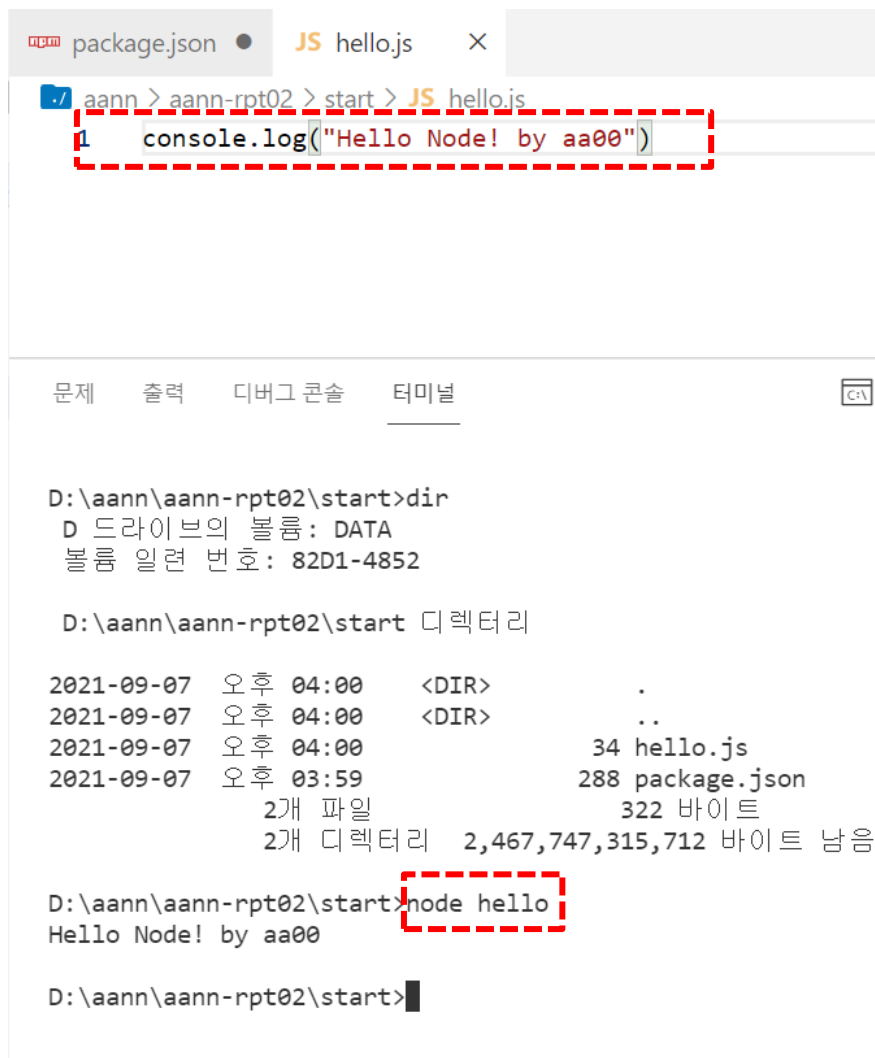 package.json ● JS hello.js ×
./ aann > aann-rpt02 > start > JS hello.js
1 console.log("Hello Node! by aa00")
문제 출력 디버그 콘솔 터미널
C:\
D:\aann\aann-rpt02\start>dir
D 드라이브의 볼륨: DATA
볼륨 일련 번호: 82D1-4852
D:\aann\aann-rpt02\start 디렉터리
2021-09-07 오후 04:00 <DIR> .
2021-09-07 오후 04:00 <DIR> ..
2021-09-07 오후 04:00 34 hello.js
2021-09-07 오후 03:59 288 package.json
2개 파일 322 바이트
2개 디렉터리 2,467,747,315,712 바이트 남음
D:\aann\aann-rpt02\start>node hello
Hello Node! by aa00
D:\aann\aann-rpt02\start>